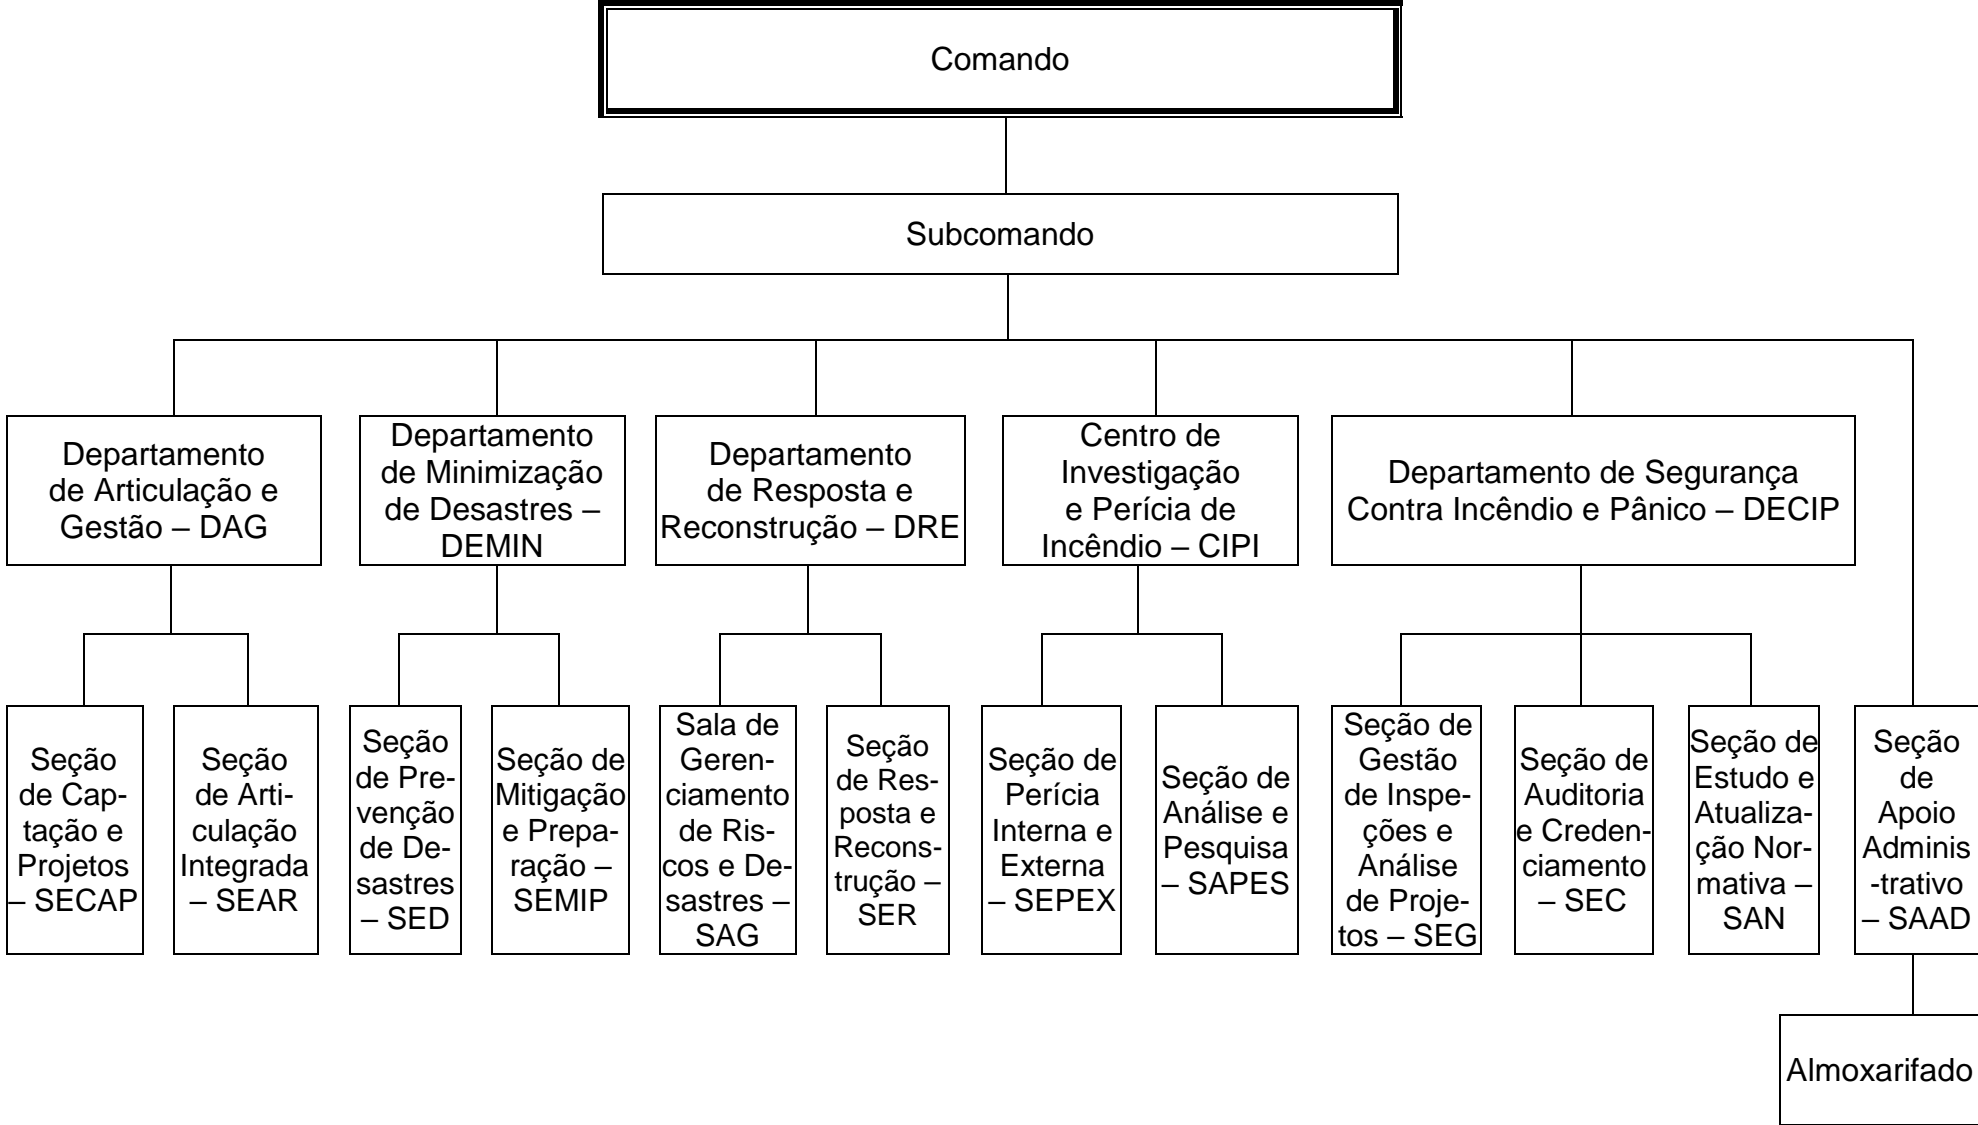 Comando
Subcomando
Departamento
de Articulação e
Gestão – DAG
Departamento
de Minimização
de Desastres –
DEMIN
Departamento
de Resposta e
Reconstrução – DRE
Centro de
Investigação
e Perícia de
Incêndio – CIPI
Departamento de Segurança
Contra Incêndio e Pânico – DECIP
Seção
de Cap-
tação e
Projetos
– SECAP
Seção
de Arti-
culação
Integrada
– SEAR
Seção
de Pre-
venção
de De-
sastres
– SED
Seção de
Mitigação
e Prepa-
ração –
SEMIP
Sala de
Geren-
ciamento
de Ris-
cos e De-
sastres –
SAG
Seção
de Res-
posta e
Recons-
trução –
SER
Seção de
Perícia
Interna e
Externa
– SEPEX
Seção de
Análise e
Pesquisa
– SAPES
Seção de
Gestão
de Inspe-
ções e
Análise
de Proje-
tos – SEG
Seção de
Auditoria
e Creden-
ciamento
– SEC
Seção de
Estudo e
Atualiza-
ção Nor-
mativa –
SAN
Seção
de
Apoio
Adminis
-trativo
– SAAD
Almoxarifado